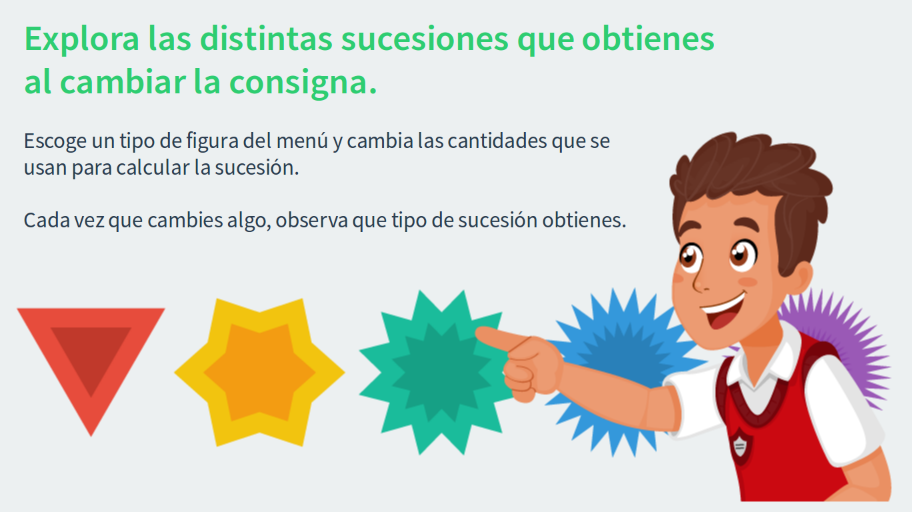 Explora las distintas sucesiones que obtienes
al cambiar la consigna.
Escoge un tipo de figura del menú y cambia las cantidades que se
usan para calcular la sucesión.
Cada vez que cambies algo, observa que tipo de sucesión obtienes.